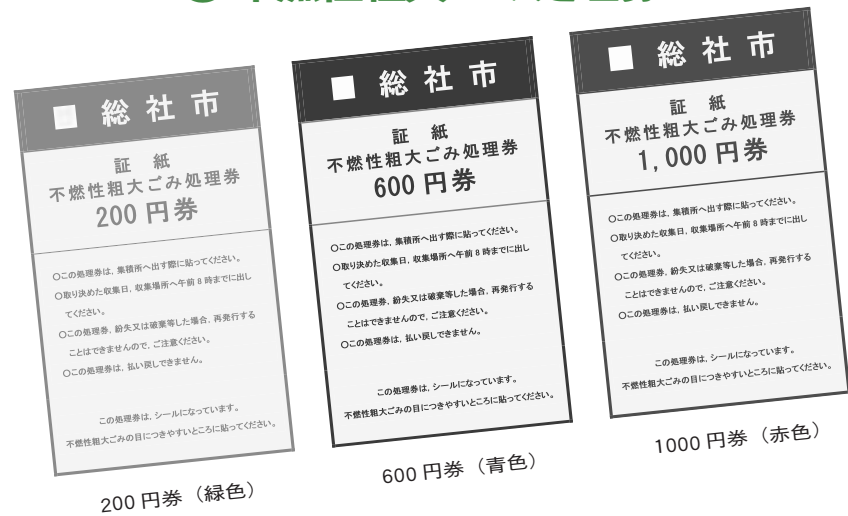 ■ 総社市
証 紙
不燃性粗大ごみ処理券
200 円券
○この処理券は，集積所へ出す際に貼ってください。
○取り決めた収集日，収集場所へ午前 8 時までに出し
てください。
○この処理券，紛失又は破棄等した場合，再発行する
ことはできませんので，ご注意ください。
○この処理券は，払い戻しできません。
この処理券は，シールになっています。
不燃性粗大ごみの目につきやすいところに貼ってください。
200 円券（緑色）
■ 総社市
証 紙
不燃性粗大ごみ処理券
600 円券
○この処理券は，集積所へ出す際に貼ってください。
○取り決めた収集日，収集場所へ午前 8 時までに出し
てください。
○この処理券，紛失又は破棄等した場合，再発行する
ことはできませんので，ご注意ください。
○この処理券は，払い戻しできません。
この処理券は，シールになっています。
不燃性粗大ごみの目につきやすいところに貼ってください。
600 円券（青色）
■ 総社市
証 紙
不燃性粗大ごみ処理券
1,000 円券
○この処理券は，集積所へ出す際に貼ってください。
○取り決めた収集日，収集場所へ午前 8 時までに出し
てください。
○この処理券，紛失又は破棄等した場合，再発行する
ことはできませんので，ご注意ください。
○この処理券は，払い戻しできません。
この処理券は，シールになっています。
不燃性粗大ごみの目につきやすいところに貼ってください。
1000 円券（赤色）